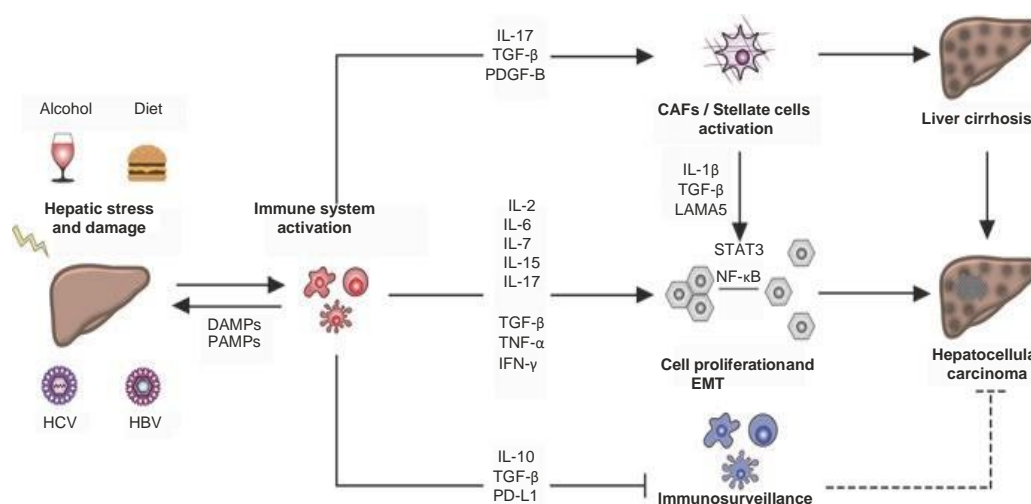 IL-17
TGF-β
PDGF-B
Alcohol
Diet
CAFs / Stellate cells
activation
Liver cirrhosis
Hepatic stress
and damage
Immune system
activation
IL-1β
TGF-β
LAMA5
IL-2
IL-6
IL-7
IL-15
IL-17
STAT3
NF-κB
DAMPs
PAMPs
TGF-β
TNF-α
IFN-γ
Cell proliferationand
EMT
Hepatocellula
carcinoma
HCV
HBV
IL-10
TGF-β
PD-L1
Immunosurveillance